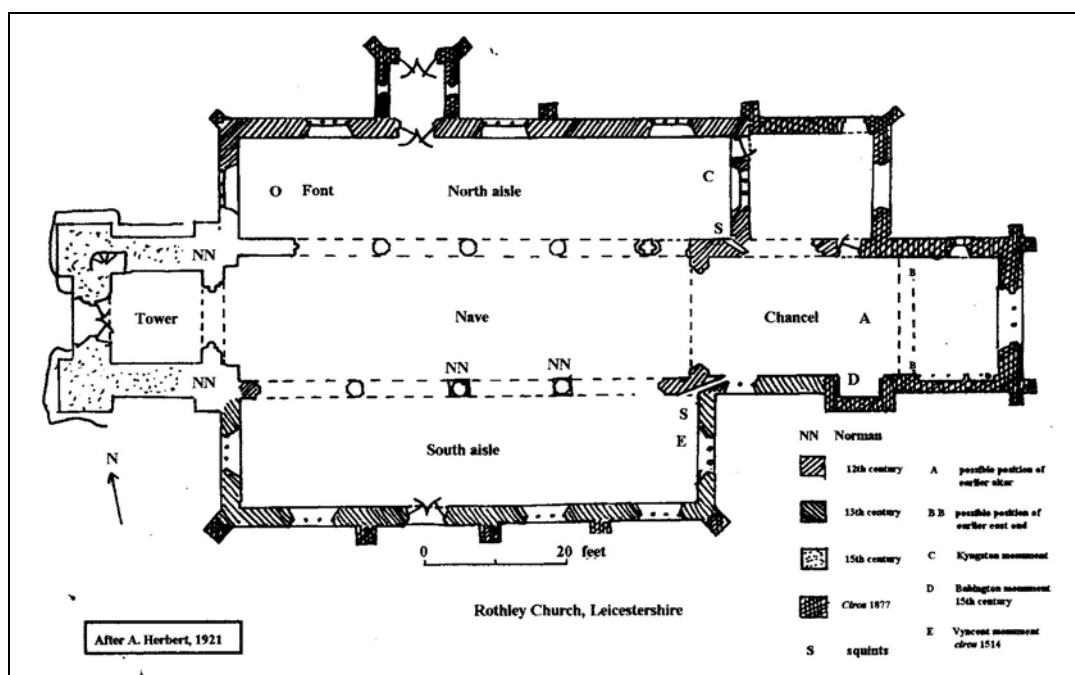 O Font
North aisle
C
S
NN
Tower
Nave
Chancel
A
B
B
NN
NN
NN
D
S
E
South aisle
N
0 20 feet
Rothley Church, Leicestershire
After A. Herbert, 1921
NN Norman
12th century
13th century
15th century
Circa 1877
S squints
A possible position of
earlier altar
B B possible position of
earlier east end
C Kyngston monument
D Babington monument
15th century
E Vyncent monument
circa 1514